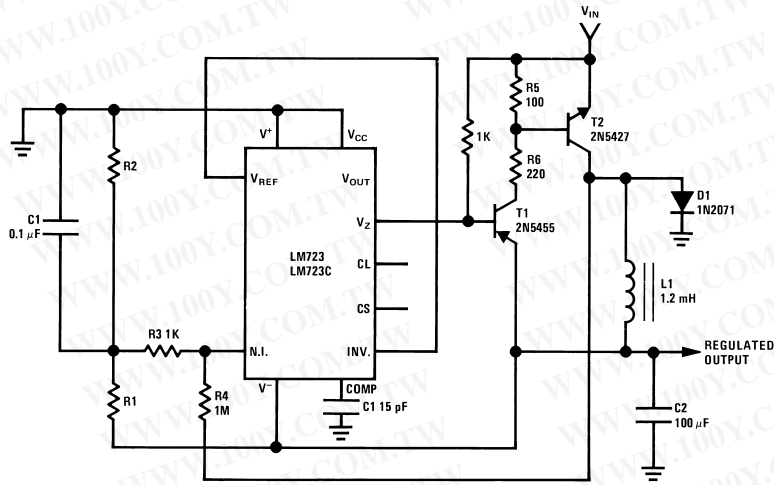 V_IN
R5
100
T2
2N5427
1K
R6
220
V⁺
V_CC
R2
V_REF
V_OUT
T1
2N5455
D1
1N2071
C1
0.1 μF
V_Z
LM723
LM723C
CL
CS
L1
1.2 mH
R3 1K
N.I.
INV.
REGULATED
OUTPUT
R1
R4
1M
V⁻
COMP
C1 15 pF
C2
100 μF
WWW.100Y.COM.TW